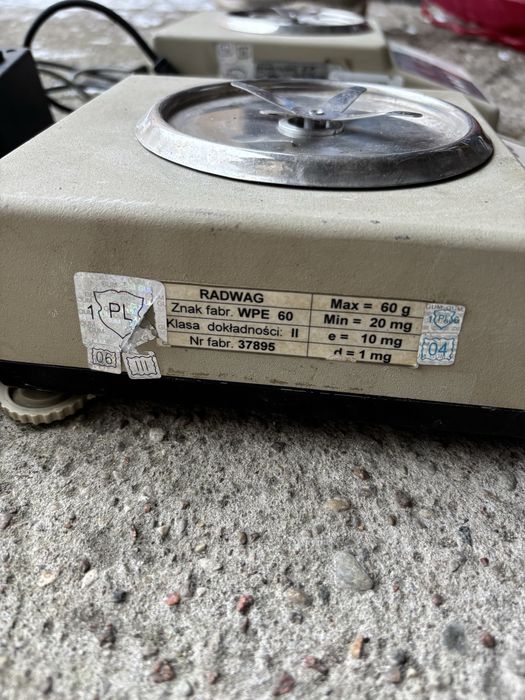 RADWAG
Znak fabr. WPE 60
Klasa dokładności: II
Nr fabr. 37895
Max = 60 g
Min = 20 mg
e = 10 mg
d = 1 mg
1 PL
06 III
04